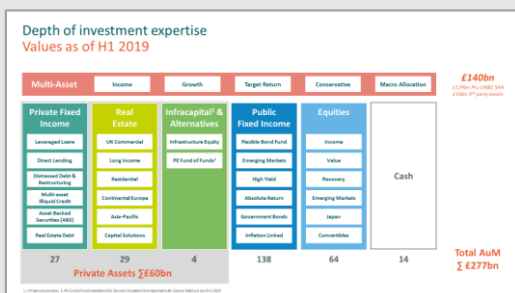 Depth of investment expertise
Values as of H1 2019
Multi-Asset
Income
Growth
Target Return
Conservative
Macro Allocation
£140bn
Private Fixed
Income
Leveraged Loans
Direct Lending
Distressed Debt &
Restructuring
Multi-asset
Illiquid Credit
Asset Backed
Securities (ABS)
Real Estate Debt
27
Real
Estate
UK Commercial
Long Income
Residential
Continental Europe
Asia-Pacific
Capital Solutions
29
Infracapital¹ &
Alternatives
Infrastructure Equity
PE Fund of Funds²
4
Private Assets ∑£60bn
Public
Fixed Income
Flexible Bond Fund
Emerging Markets
High Yield
Absolute Return
Government Bonds
Inflation Linked
138
Equities
Income
Value
Recovery
Emerging Markets
Japan
Convertibles
64
Cash
14
Total AuM
∑ £277bn